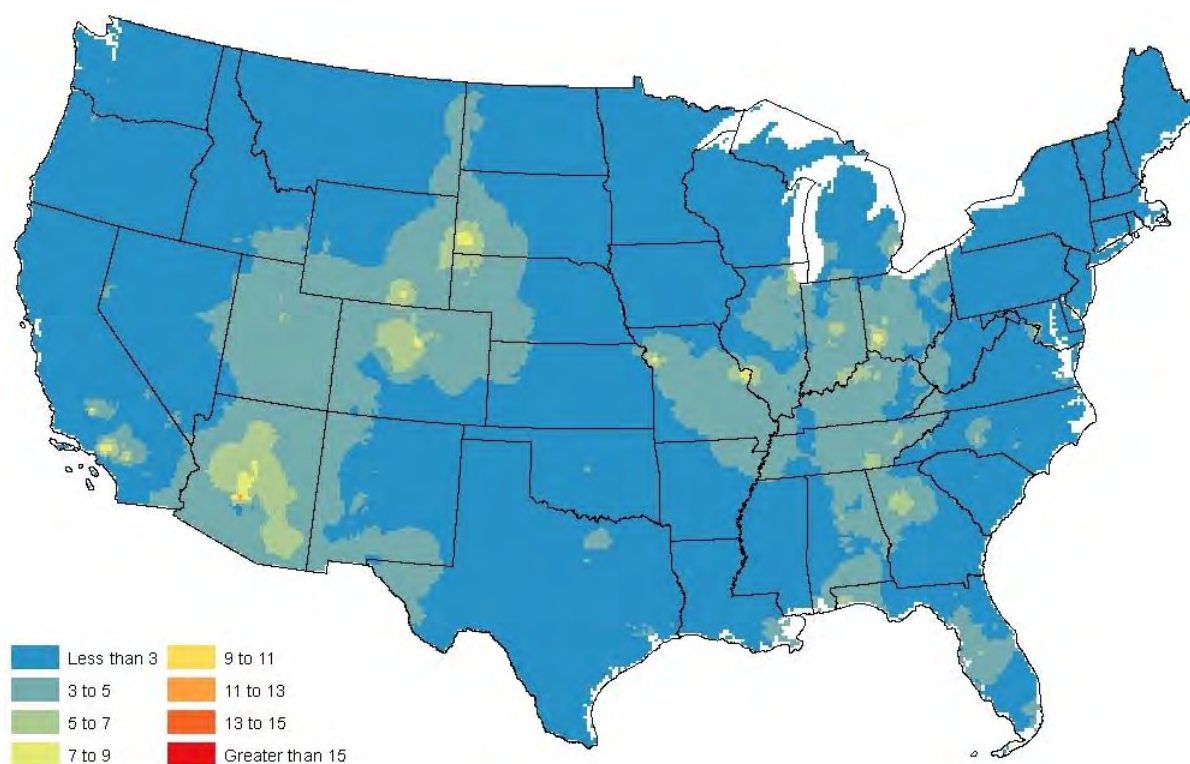 Less than 3
3 to 5
5 to 7
7 to 9
9 to 11
11 to 13
13 to 15
Greater than 15